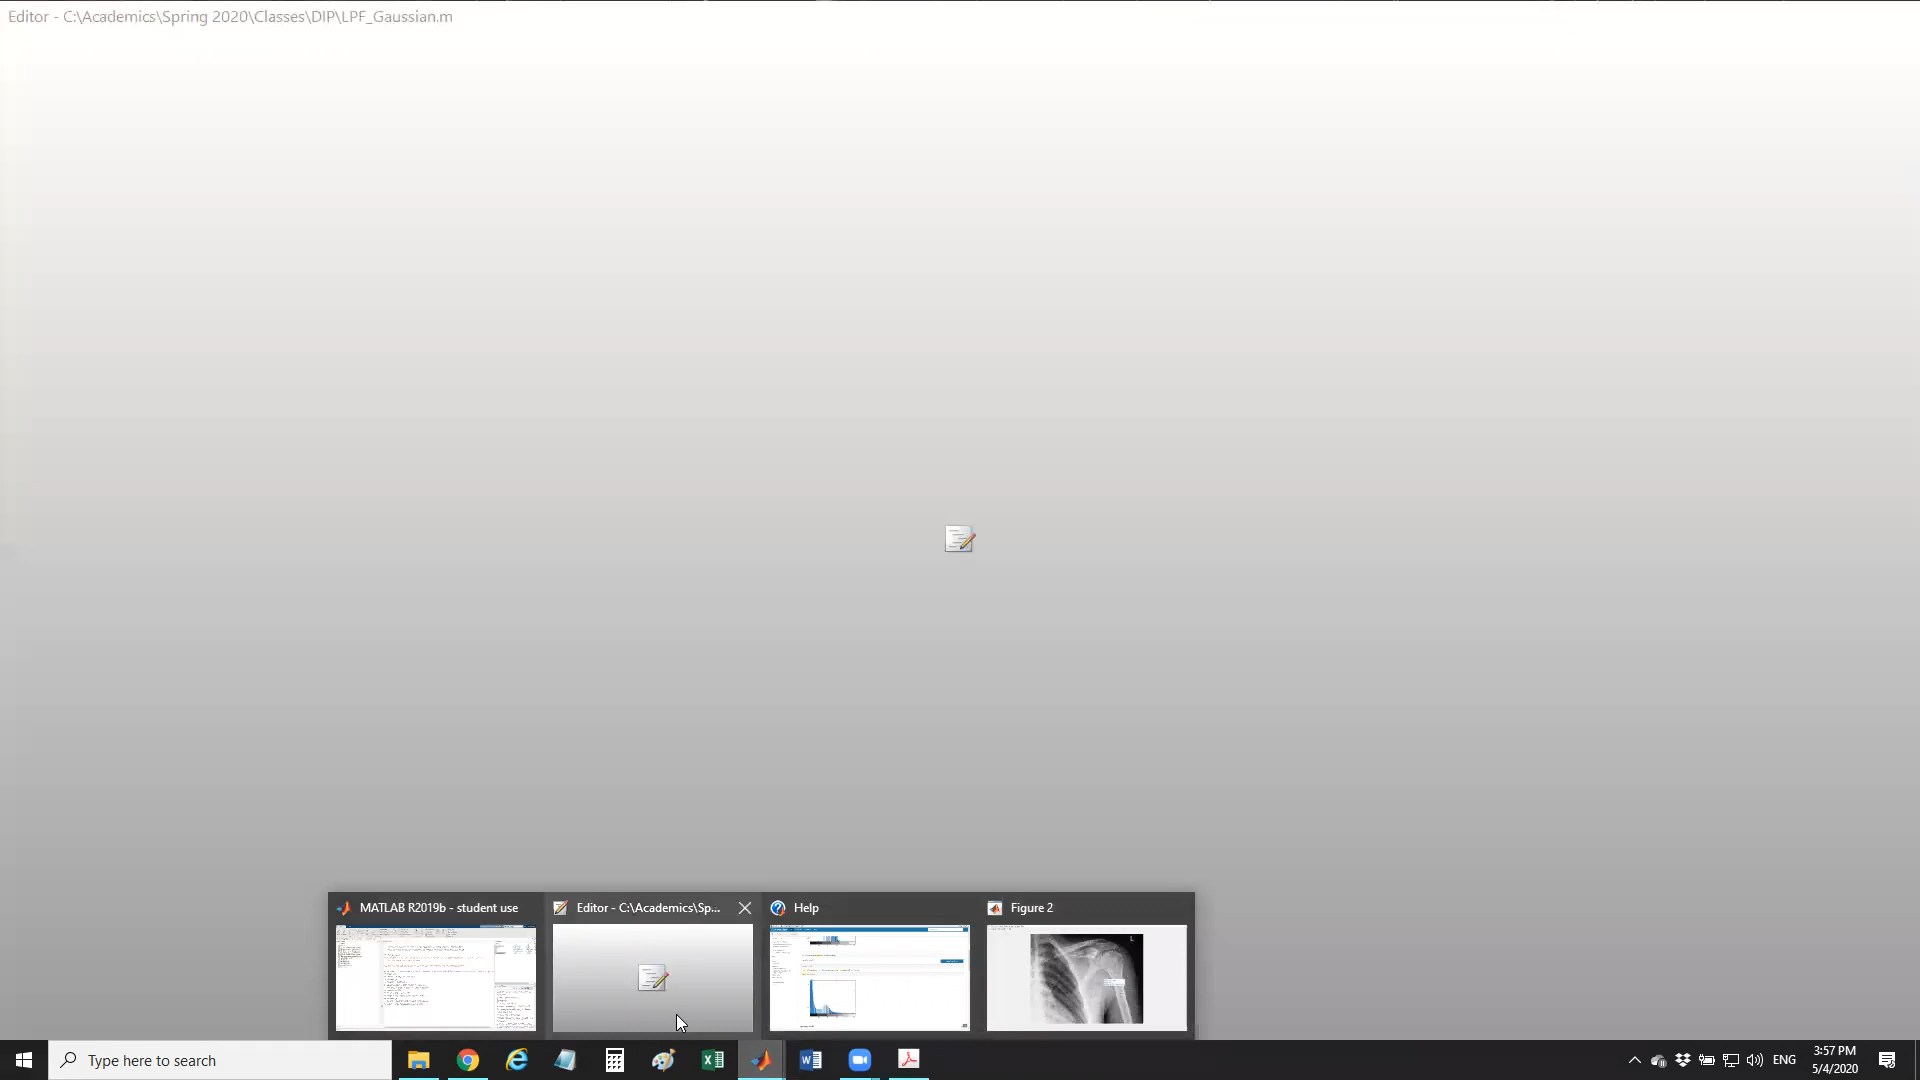 Editor - C:\Academics\Spring 2020\Classes\DIP\LPF_Gaussian.m
MATLAB R2019b - student use
Editor - C:\Academics\Sp...
Help
Figure 2
L
Type here to search
ENG
3:57 PM
5/4/2020